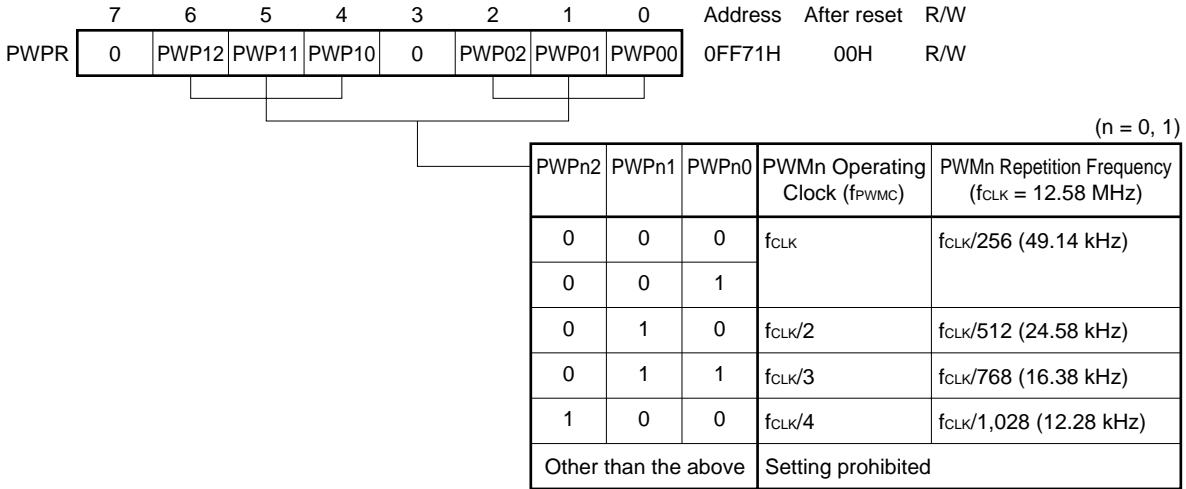 7 6 5 4 3 2 1 0 Address After reset R/W
PWPR 0 PWP12 PWP11 PWP10 0 PWP02 PWP01 PWP00 0FF71H 00H R/W
(n = 0, 1)
PWPn2 PWPn1 PWPn0 PWMn Operating Clock (fPWMC) PWMn Repetition Frequency (fCLK = 12.58 MHz)
0 0 0 fCLK fCLK/256 (49.14 kHz)
0 0 1
0 1 0 fCLK/2 fCLK/512 (24.58 kHz)
0 1 1 fCLK/3 fCLK/768 (16.38 kHz)
1 0 0 fCLK/4 fCLK/1,028 (12.28 kHz)
Other than the above Setting prohibited